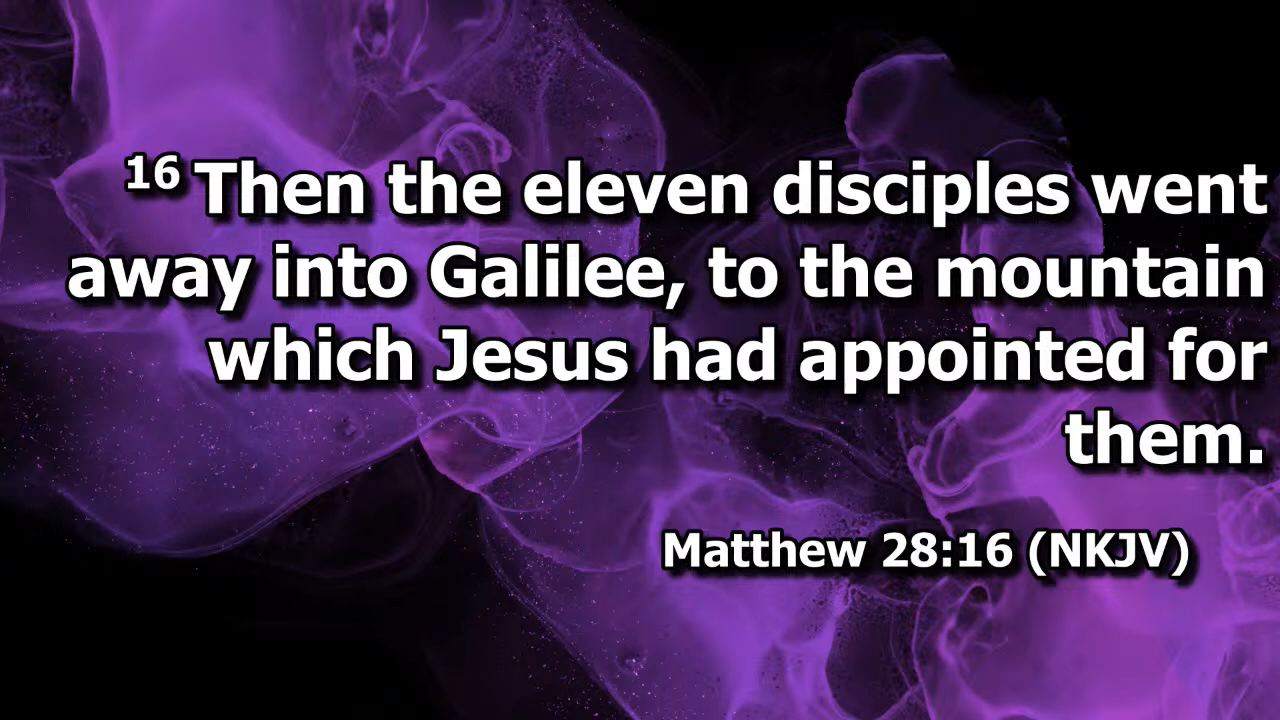 16 Then the eleven disciples went
away into Galilee, to the mountain
which Jesus had appointed for
them.
Matthew 28:16 (NKJV)